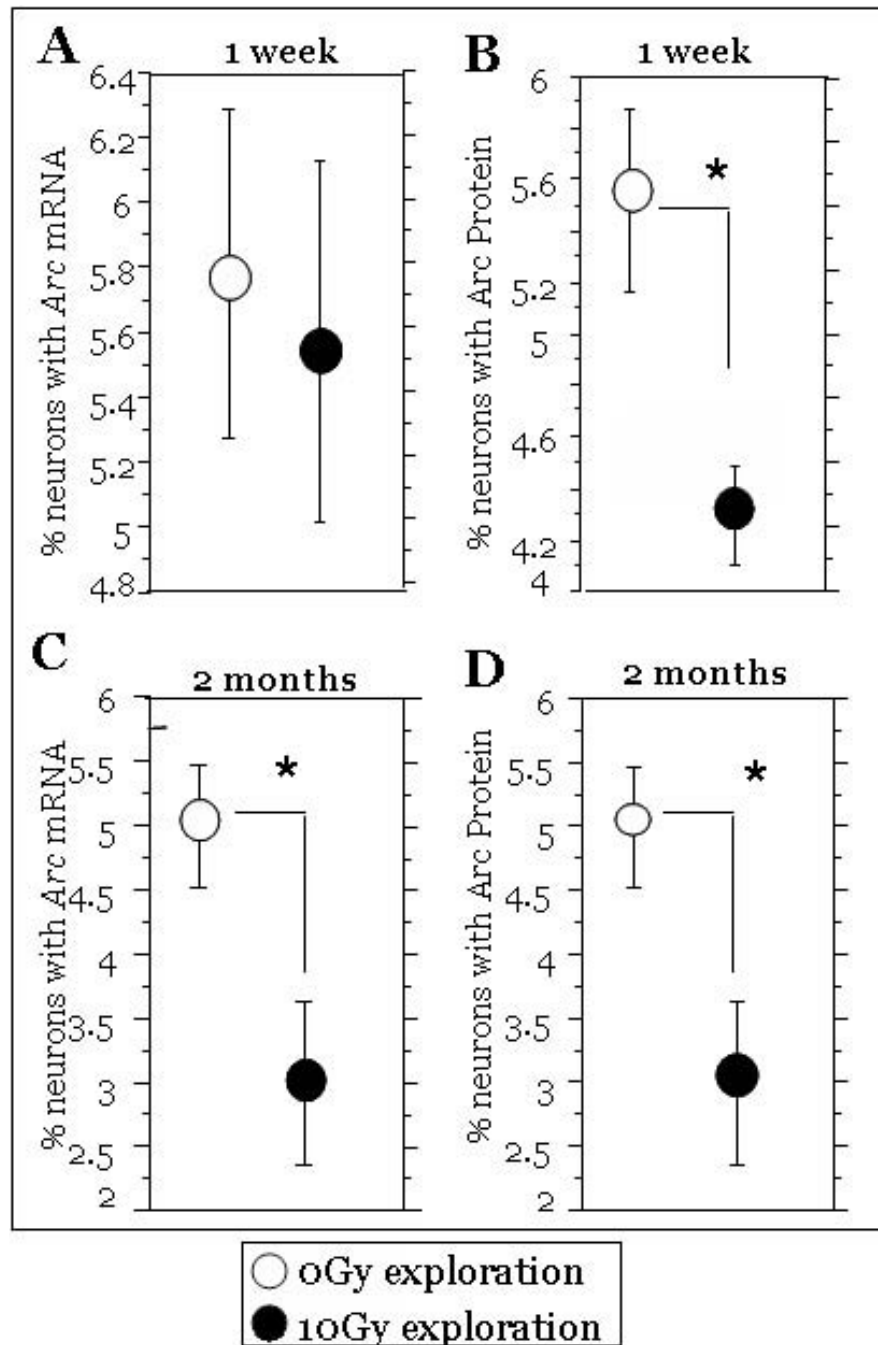 A
1 week
% neurons with Arc mRNA
6.4
6.2
6
5.8
5.6
5.4
5.2
5
4.8
B
1 week
% neurons with Arc Protein
6
5.6
5.2
5
4.6
4.2
4
*
C
2 months
% neurons with Arc mRNA
6
5.5
5
4.5
4
3.5
3
2.5
2
*
D
2 months
% neurons with Arc Protein
6
5.5
5
4.5
4
3.5
3
2.5
2
*
0Gy exploration
10Gy exploration